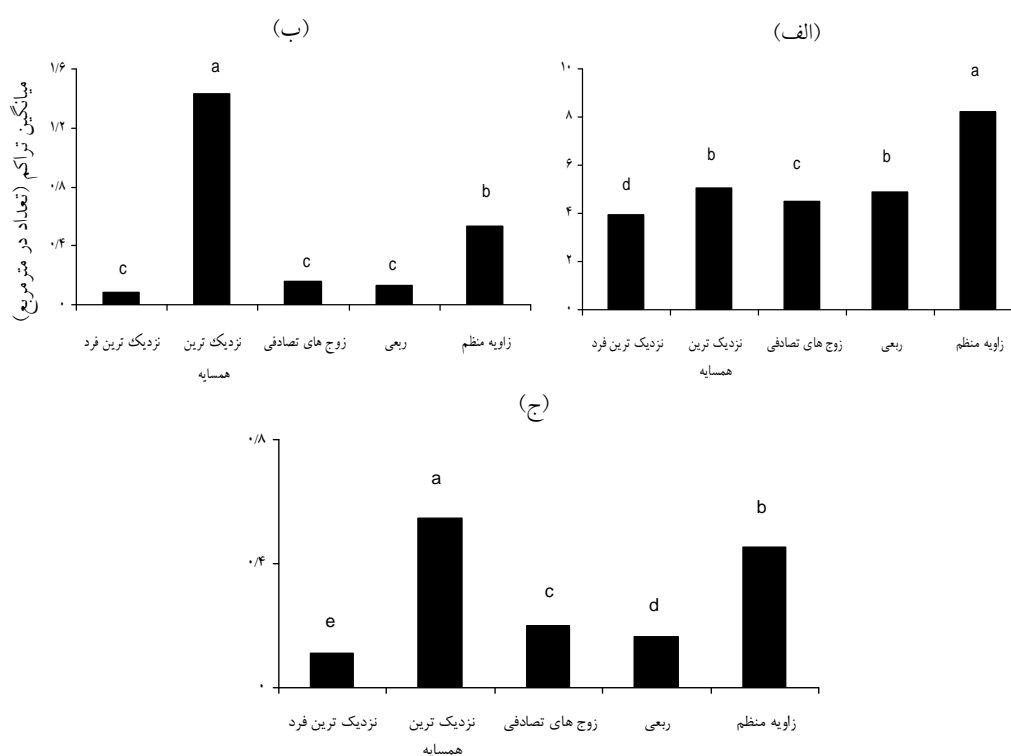 (الف)
۱۰
۸
۶
۴
۲
۰
a
b
c
b
d
زاویه منظم
ربعی
زوج های تصادفی
نزدیک ترین
همسایه
نزدیک ترین فرد
(ب)
میانگین تراکم (تعداد در مترمربع)
۱/۶
۱/۲
۰/۸
۰/۴
۰
b
c
c
a
c
زاویه منظم
ربعی
زوج های تصادفی
نزدیک ترین
همسایه
نزدیک ترین فرد
(ج)
۰/۸
۰/۴
۰
b
d
c
a
e
زاویه منظم
ربعی
زوج های تصادفی
نزدیک ترین
همسایه
نزدیک ترین فرد